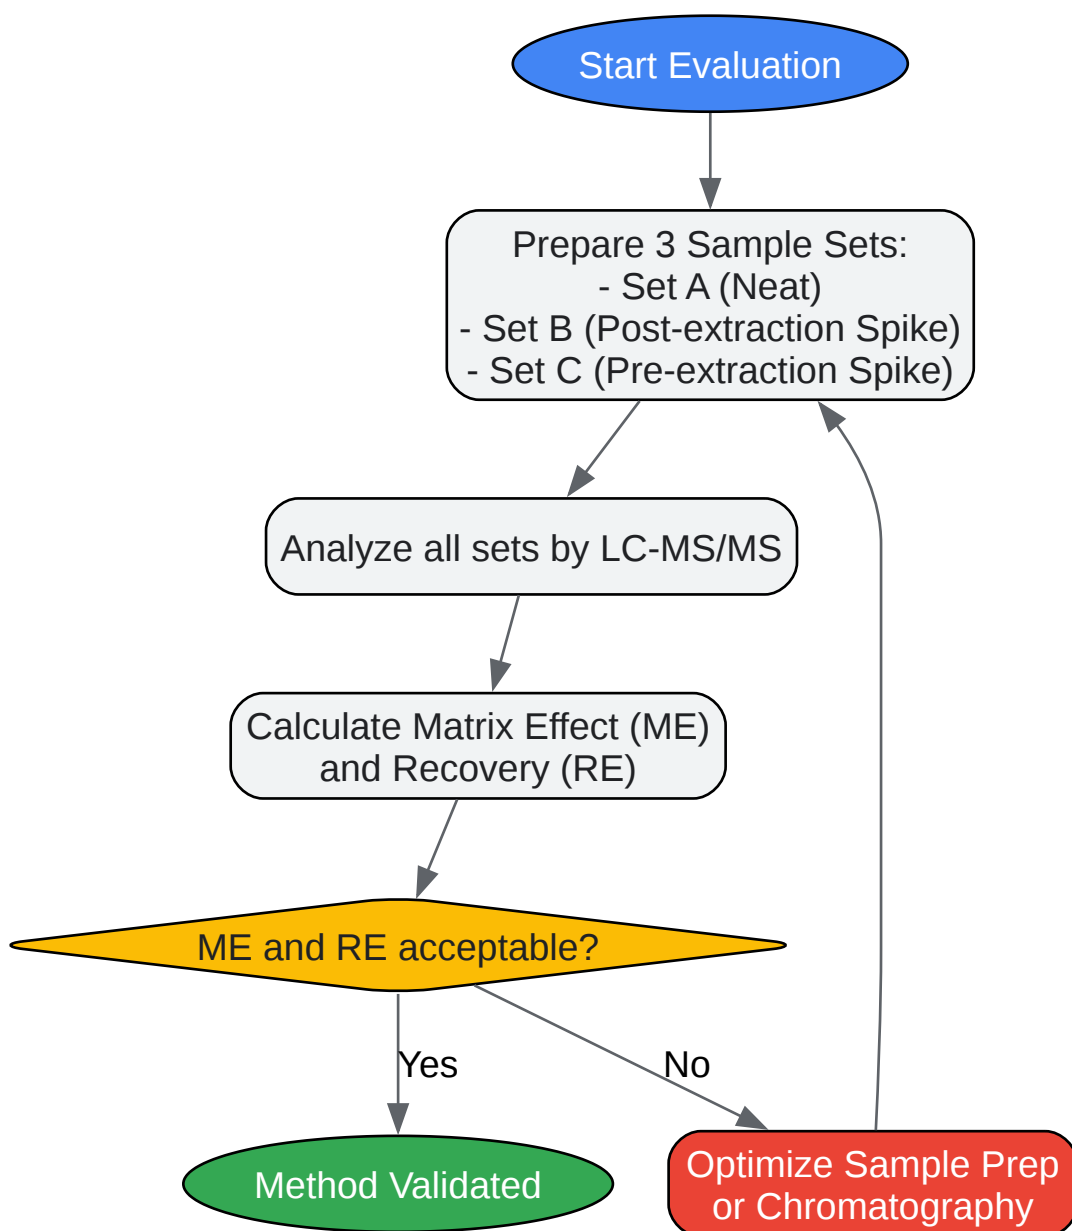 Start Evaluation
Prepare 3 Sample Sets:
- Set A (Neat)
- Set B (Post-extraction Spike)
- Set C (Pre-extraction Spike)
Analyze all sets by LC-MS/MS
Calculate Matrix Effect (ME)
and Recovery (RE)
ME and RE acceptable?
Yes
No
Method Validated
Optimize Sample Prep
or Chromatography